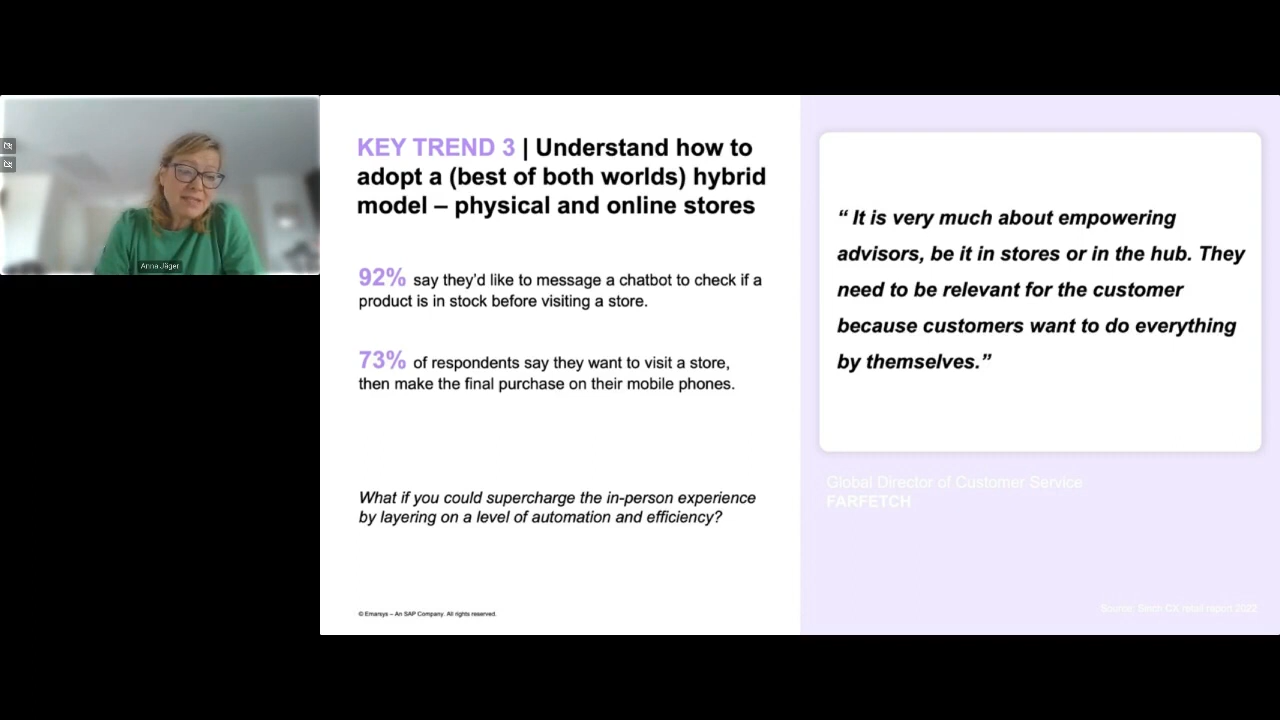 Anna Jäger
KEY TREND 3 | Understand how to
adopt a (best of both worlds) hybrid
model – physical and online stores
92% say they'd like to message a chatbot to check if a
product is in stock before visiting a store.
73% of respondents say they want to visit a store,
then make the final purchase on their mobile phones.
What if you could supercharge the in-person experience
by layering on a level of automation and efficiency?
© Emarsys – An SAP Company. All rights reserved.
“ It is very much about empowering
advisors, be it in stores or in the hub. They
need to be relevant for the customer
because customers want to do everything
by themselves.”
Global Director of Customer Service
FARFETCH
Source: Sinch CX retail report 2022